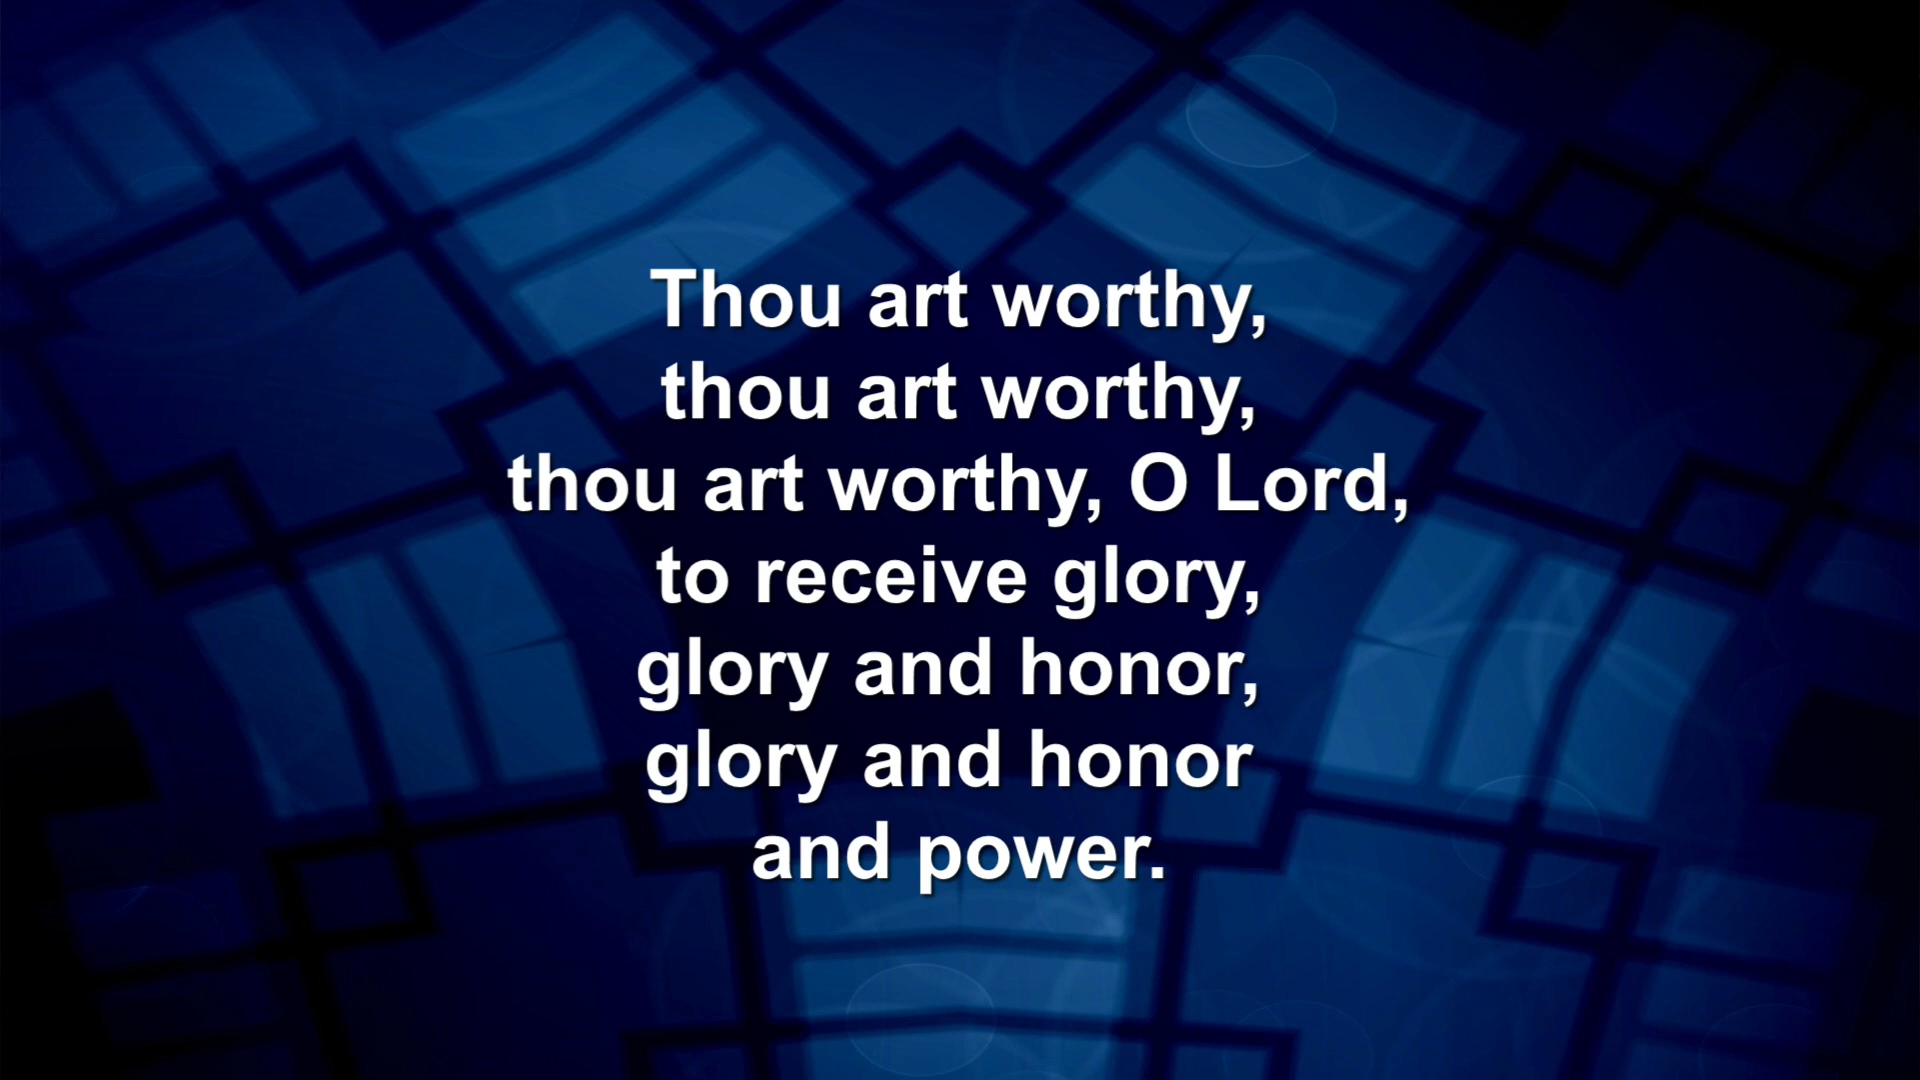 Thou art worthy,
thou art worthy,
thou art worthy, O Lord,
to receive glory,
glory and honor,
glory and honor
and power.